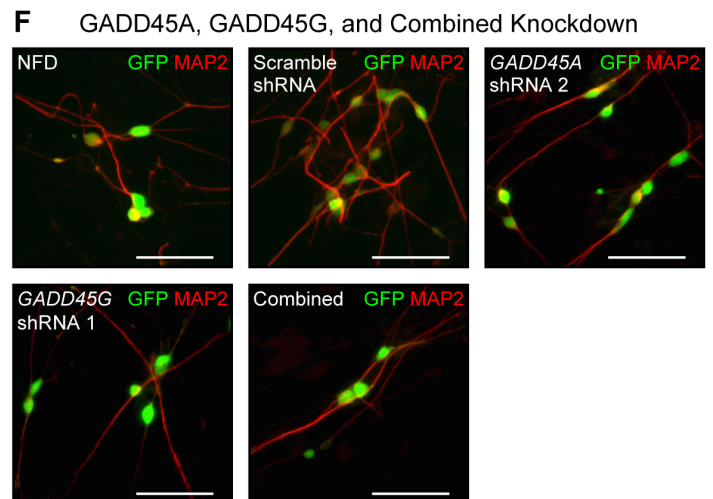 F GADD45A, GADD45G, and Combined Knockdown
NFD GFP MAP2
Scramble GFP MAP2
shRNA
GADD45A GFP MAP2
shRNA 2
GADD45G GFP MAP2
shRNA 1
Combined GFP MAP2